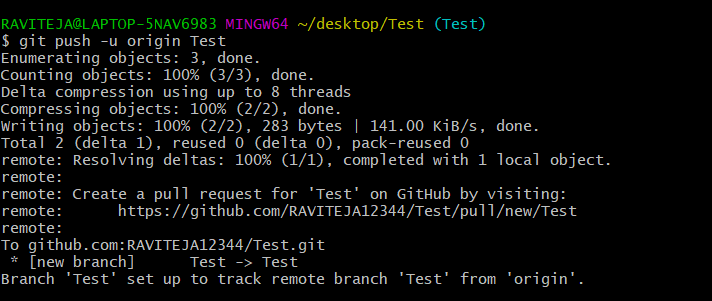 RAVITEJA@LAPTOP-5NAV6983 MINGW64 ~/desktop/Test (Test)
$ git push -u origin Test
Enumerating objects: 3, done.
Counting objects: 100% (3/3), done.
Delta compression using up to 8 threads
Compressing objects: 100% (2/2), done.
Writing objects: 100% (2/2), 283 bytes | 141.00 KiB/s, done.
Total 2 (delta 1), reused 0 (delta 0), pack-reused 0
remote: Resolving deltas: 100% (1/1), completed with 1 local object.
remote:
remote: Create a pull request for 'Test' on GitHub by visiting:
remote:      https://github.com/RAVITEJA12344/Test/pull/new/Test
remote:
To github.com:RAVITEJA12344/Test.git
 * [new branch]      Test -> Test
Branch 'Test' set up to track remote branch 'Test' from 'origin'.